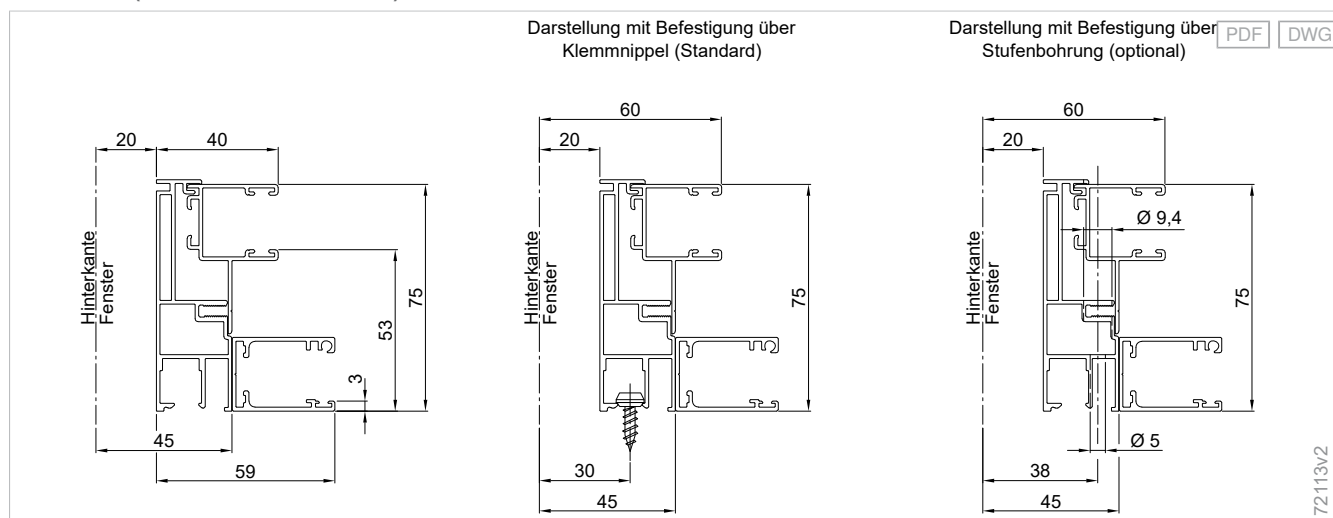 Darstellung mit Befestigung über
Klemmnippel (Standard)
Darstellung mit Befestigung über
Stufenbohrung (optional)
PDF
DWG
20
40
Hinterkante
Fenster
75
53
3
45
59
60
20
Hinterkante
Fenster
75
30
45
60
20
Ø 9,4
Hinterkante
Fenster
75
Ø 5
38
45
72113v2